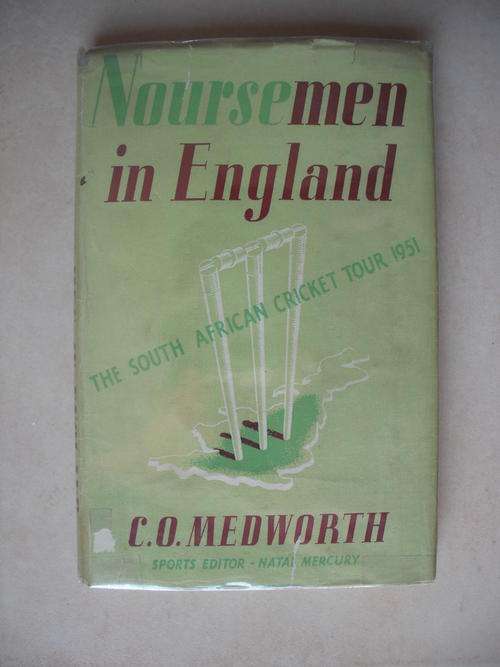 Noursemen
in England
THE SOUTH AFRICAN CRICKET TOUR 1951
C.O. MEDWORTH
SPORTS EDITOR - NATAL MERCURY